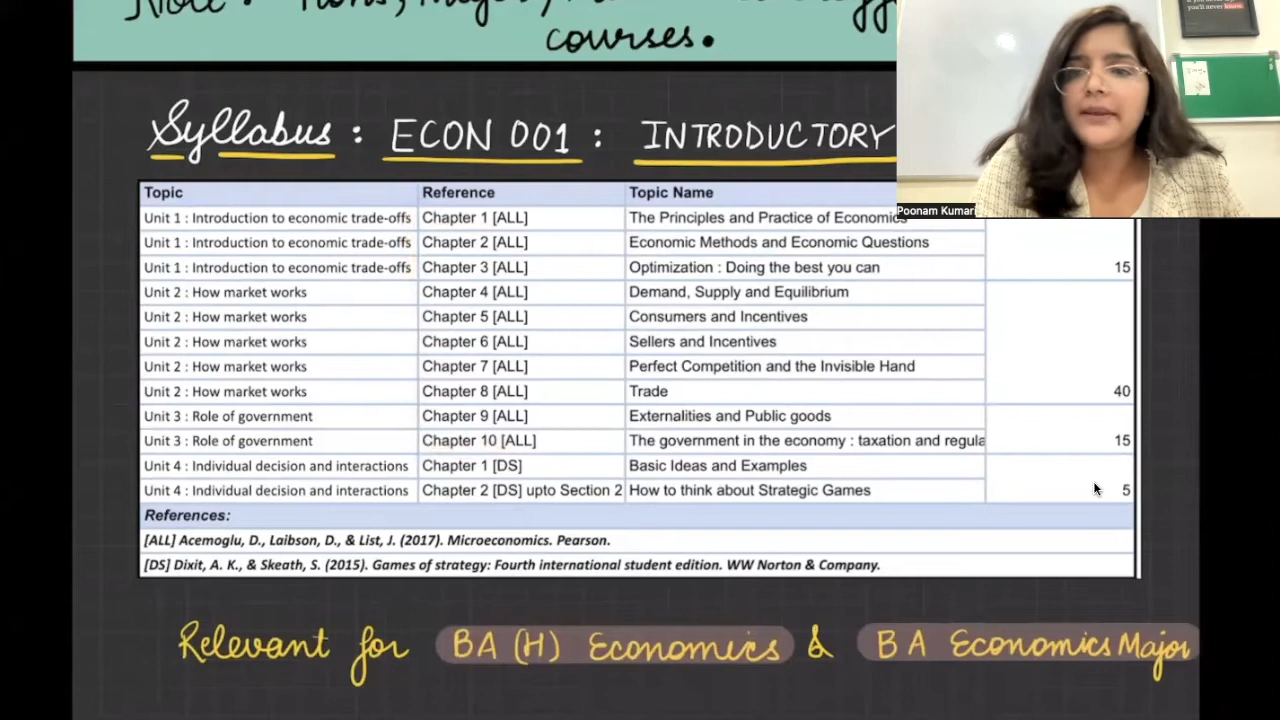 Note :
courses.
you'll never know.
Poonam Kumari
Syllabus : ECON 001 : INTRODUCTORY
Topic Reference Topic Name
Unit 1 : Introduction to economic trade-offs Chapter 1 [ALL] The Principles and Practice of Economics
Unit 1 : Introduction to economic trade-offs Chapter 2 [ALL] Economic Methods and Economic Questions
Unit 1 : Introduction to economic trade-offs Chapter 3 [ALL] Optimization : Doing the best you can 15
Unit 2 : How market works Chapter 4 [ALL] Demand, Supply and Equilibrium
Unit 2 : How market works Chapter 5 [ALL] Consumers and Incentives
Unit 2 : How market works Chapter 6 [ALL] Sellers and Incentives
Unit 2 : How market works Chapter 7 [ALL] Perfect Competition and the Invisible Hand
Unit 2 : How market works Chapter 8 [ALL] Trade 40
Unit 3 : Role of government Chapter 9 [ALL] Externalities and Public goods
Unit 3 : Role of government Chapter 10 [ALL] The government in the economy : taxation and regula 15
Unit 4 : Individual decision and interactions Chapter 1 [DS] Basic Ideas and Examples
Unit 4 : Individual decision and interactions Chapter 2 [DS] upto Section 2 How to think about Strategic Games 5
References:
[ALL] Acemoglu, D., Laibson, D., & List, J. (2017). Microeconomics. Pearson.
[DS] Dixit, A. K., & Skeath, S. (2015). Games of strategy: Fourth international student edition. WW Norton & Company.
Relevant for BA (H) Economics & BA Economics Major